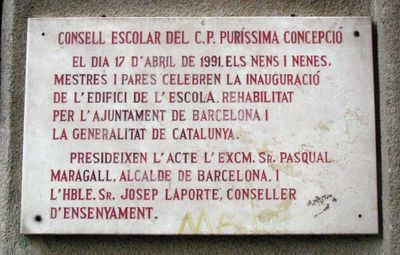 CONSELL ESCOLAR DEL C.P. PURÍSSIMA CONCEPCIÓ
EL DIA 17 D'ABRIL DE 1991, ELS NENS I NENES,
MESTRES I PARES CELEBREN LA INAUGURACIÓ
DE L'EDIFICI DE L'ESCOLA. REHABILITAT
PER L'AJUNTAMENT DE BARCELONA I
LA GENERALITAT DE CATALUNYA.
PRESIDEIXEN L'ACTE L'EXCM. SR. PASQUAL
MARAGALL, ALCALDE DE BARCELONA, I
L'HBLE. SR. JOSEP LAPORTE, CONSELLER
D'ENSENYAMENT.